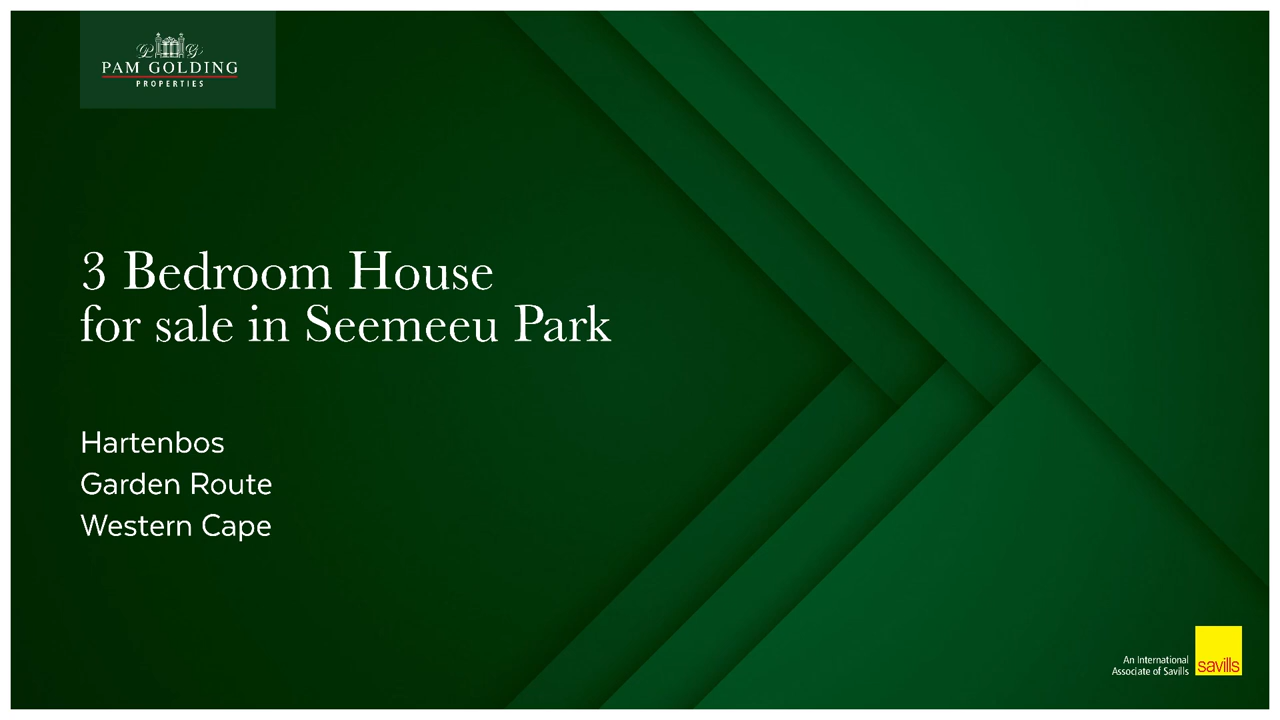 PG
PAM GOLDING
PROPERTIES
3 Bedroom House
for sale in Seemeeu Park
Hartenbos
Garden Route
Western Cape
An International
Associate of Savills
savills